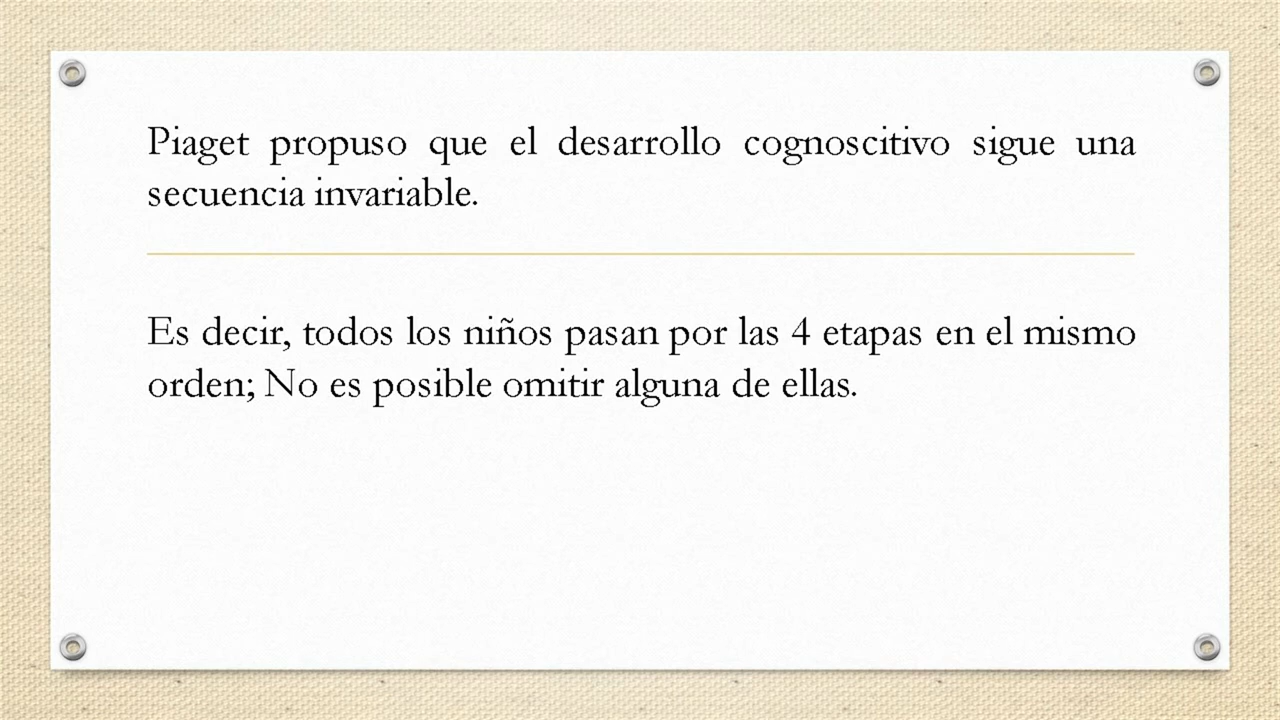 Piaget propuso que el desarrollo cognoscitivo sigue una
secuencia invariable.
Es decir, todos los niños pasan por las 4 etapas en el mismo
orden; No es posible omitir alguna de ellas.